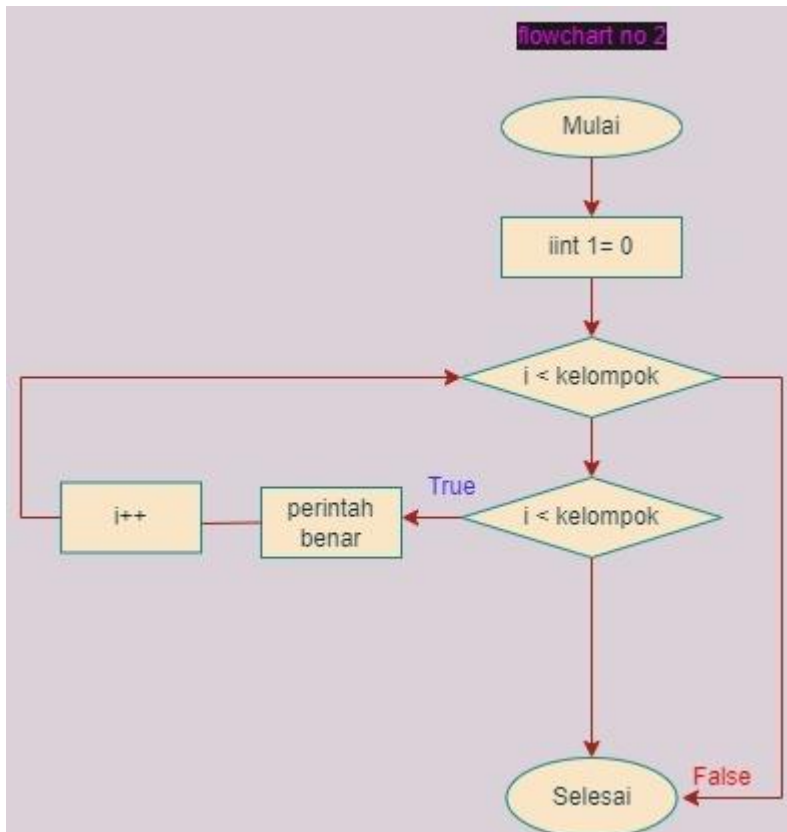 flowchart no 2
Mulai
iint 1= 0
i < kelompok
True
i++
perintah
benar
i < kelompok
False
Selesai